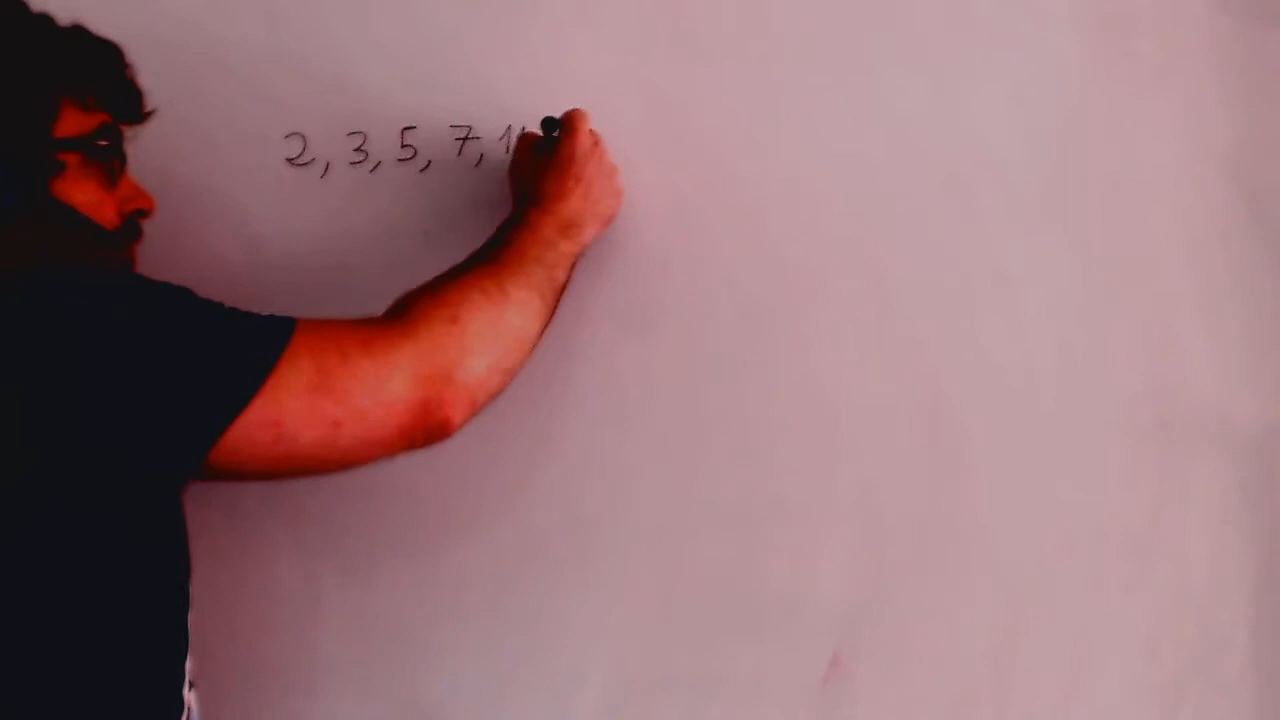 2, 3, 5, 7, 11